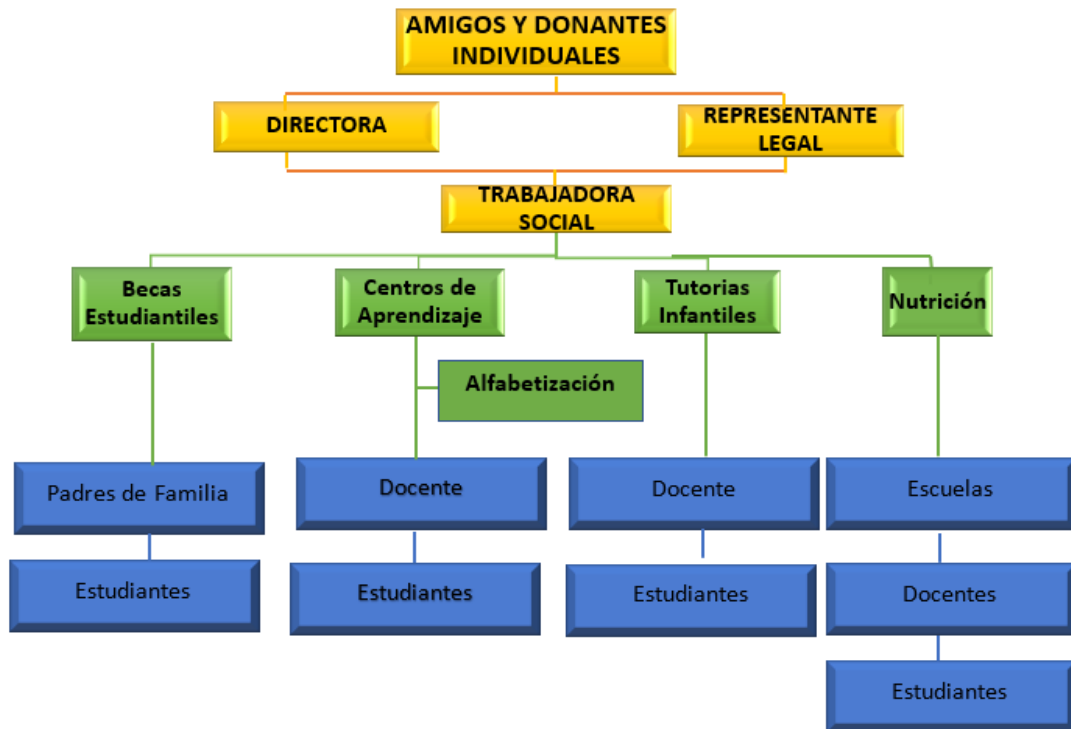 AMIGOS Y DONANTES
INDIVIDUALES
DIRECTORA
REPRESENTANTE
LEGAL
TRABAJADORA
SOCIAL
Becas
Estudiantiles
Centros de
Aprendizaje
Tutorias
Infantiles
Nutrición
Alfabetización
Padres de Familia
Docente
Docente
Escuelas
Estudiantes
Estudiantes
Estudiantes
Docentes
Estudiantes